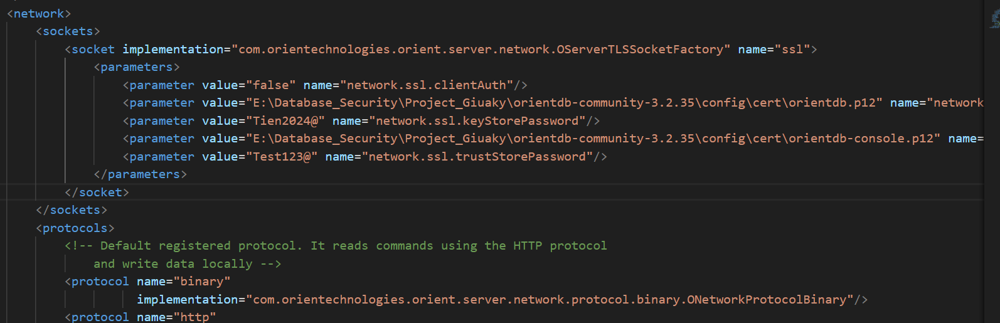 <network>
<sockets>
<socket implementation="com.orientechnologies.orient.server.network.OServerTLSSocketFactory" name="ssl">
<parameters>
<parameter value="false" name="network.ssl.clientAuth"/>
<parameter value="E:\Database_Security\Project_Giuaky\orientdb-community-3.2.35\config\cert\orientdb.p12" name="network
<parameter value="Tien2024@" name="network.ssl.keyStorePassword"/>
<parameter value="E:\Database_Security\Project_Giuaky\orientdb-community-3.2.35\config\cert\orientdb-console.p12" name=
<parameter value="Test123@" name="network.ssl.trustStorePassword"/>
</parameters>
</socket>
</sockets>
<protocols>
<!-- Default registered protocol. It reads commands using the HTTP protocol
and write data locally -->
<protocol name="binary"
implementation="com.orientechnologies.orient.server.network.protocol.binary.ONetworkProtocolBinary"/>
<protocol name="http"